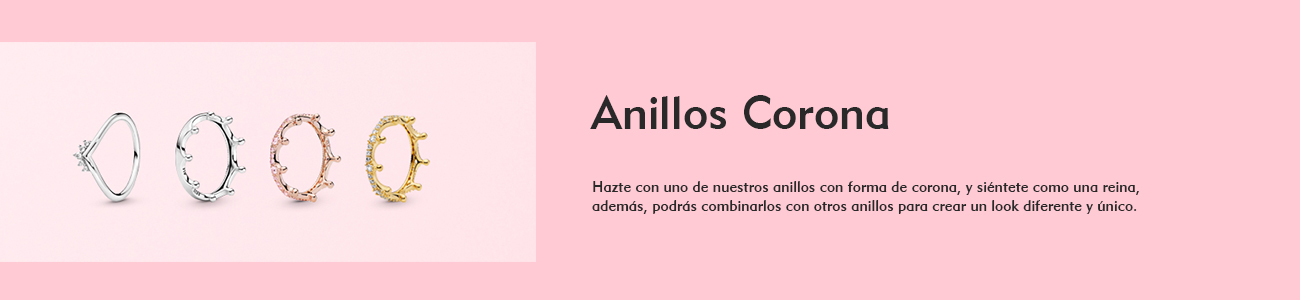 Anillos Corona
Hazte con uno de nuestros anillos con forma de corona, y siéntete como una reina,
además, podrás combinarlos con otros anillos para crear un look diferente y único.